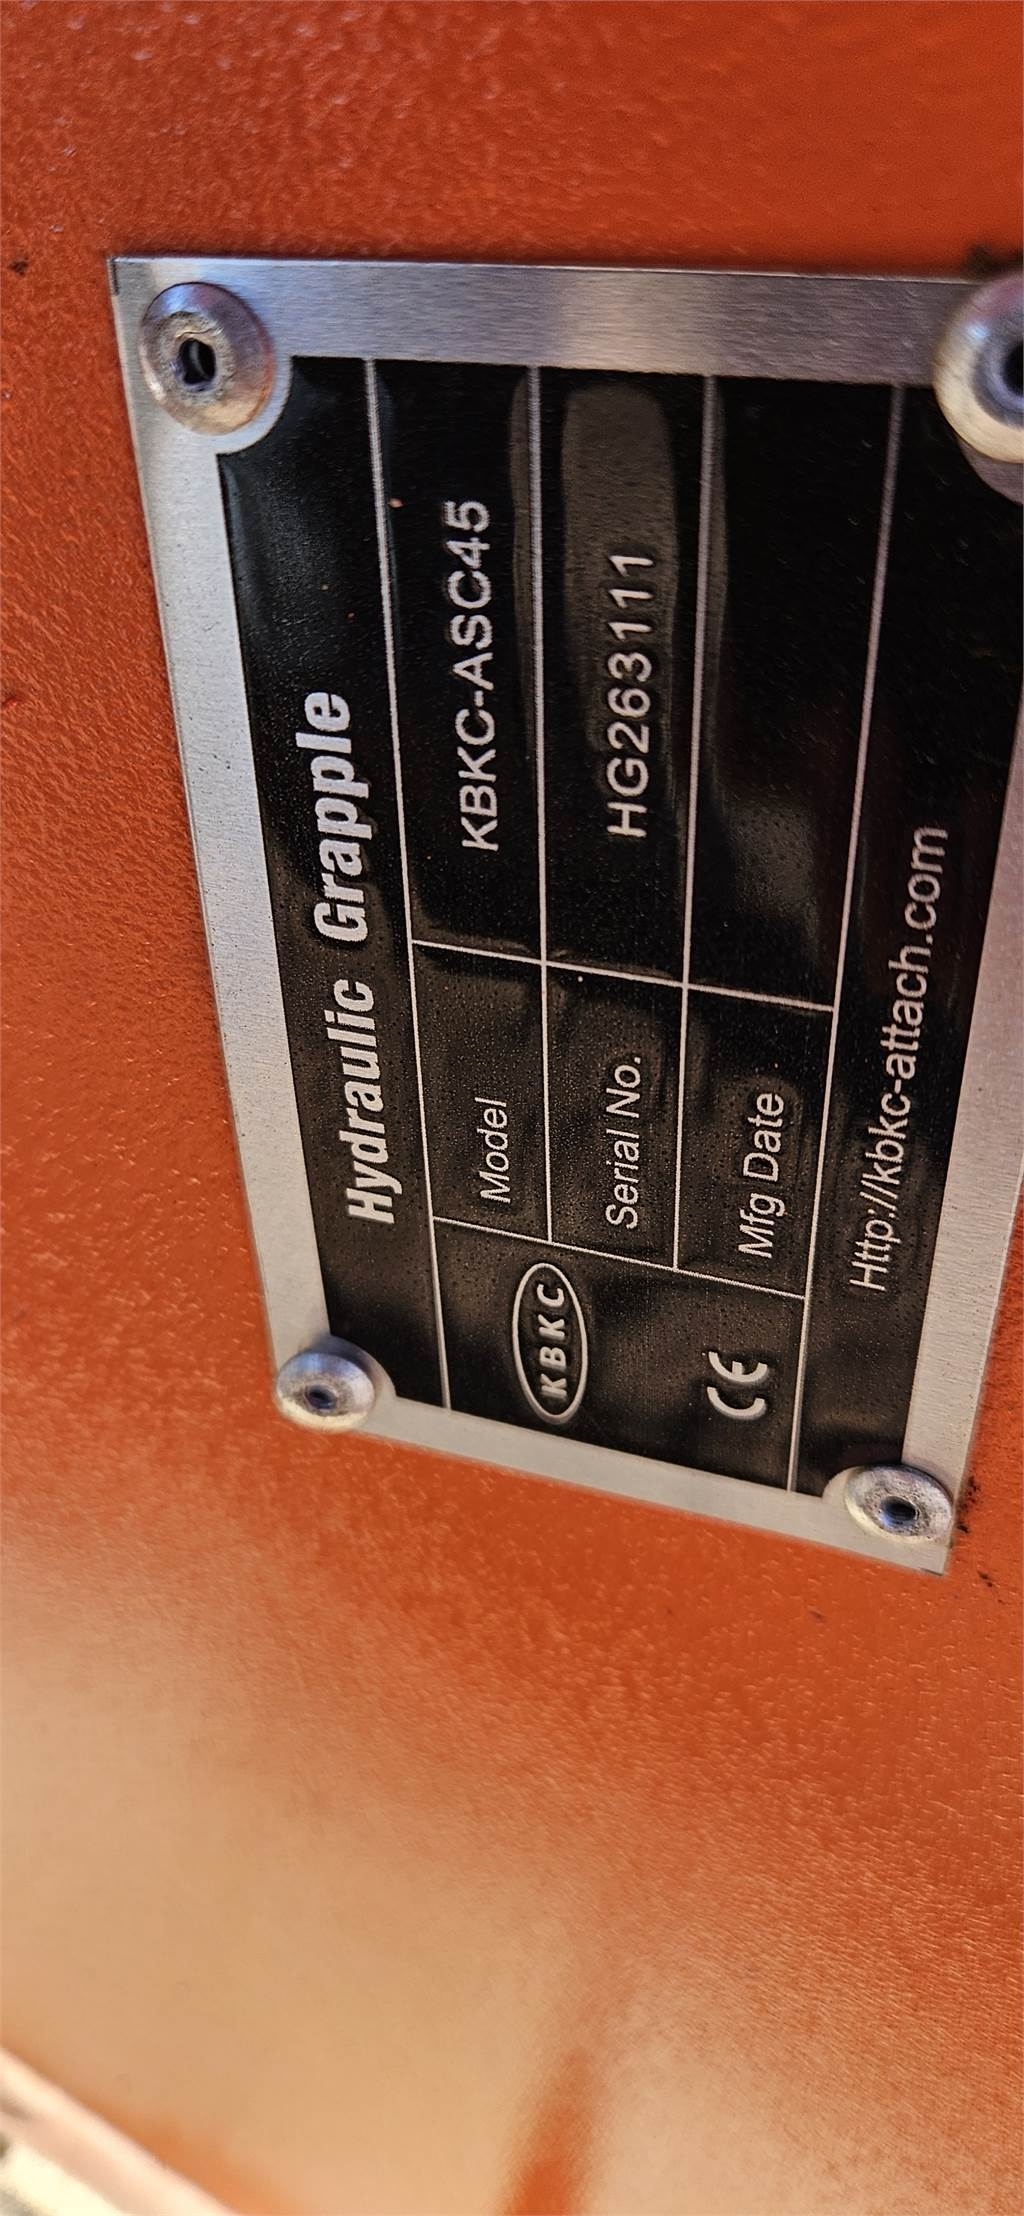 Hydraulic Grapple
KBKC
CE
Model KBKC-ASC45
Serial No. HG263111
Mfg Date
Http://kbkc-attach.com